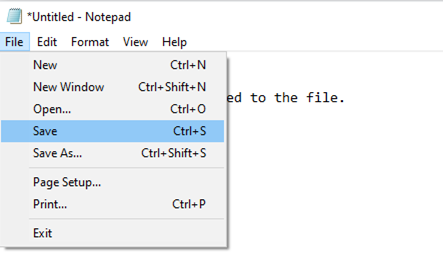 *Untitled - Notepad
File Edit Format View Help
New Ctrl+N
New Window Ctrl+Shift+N
Open... Ctrl+O
ed to the file.
Save Ctrl+S
Save As... Ctrl+Shift+S
Page Setup...
Print... Ctrl+P
Exit